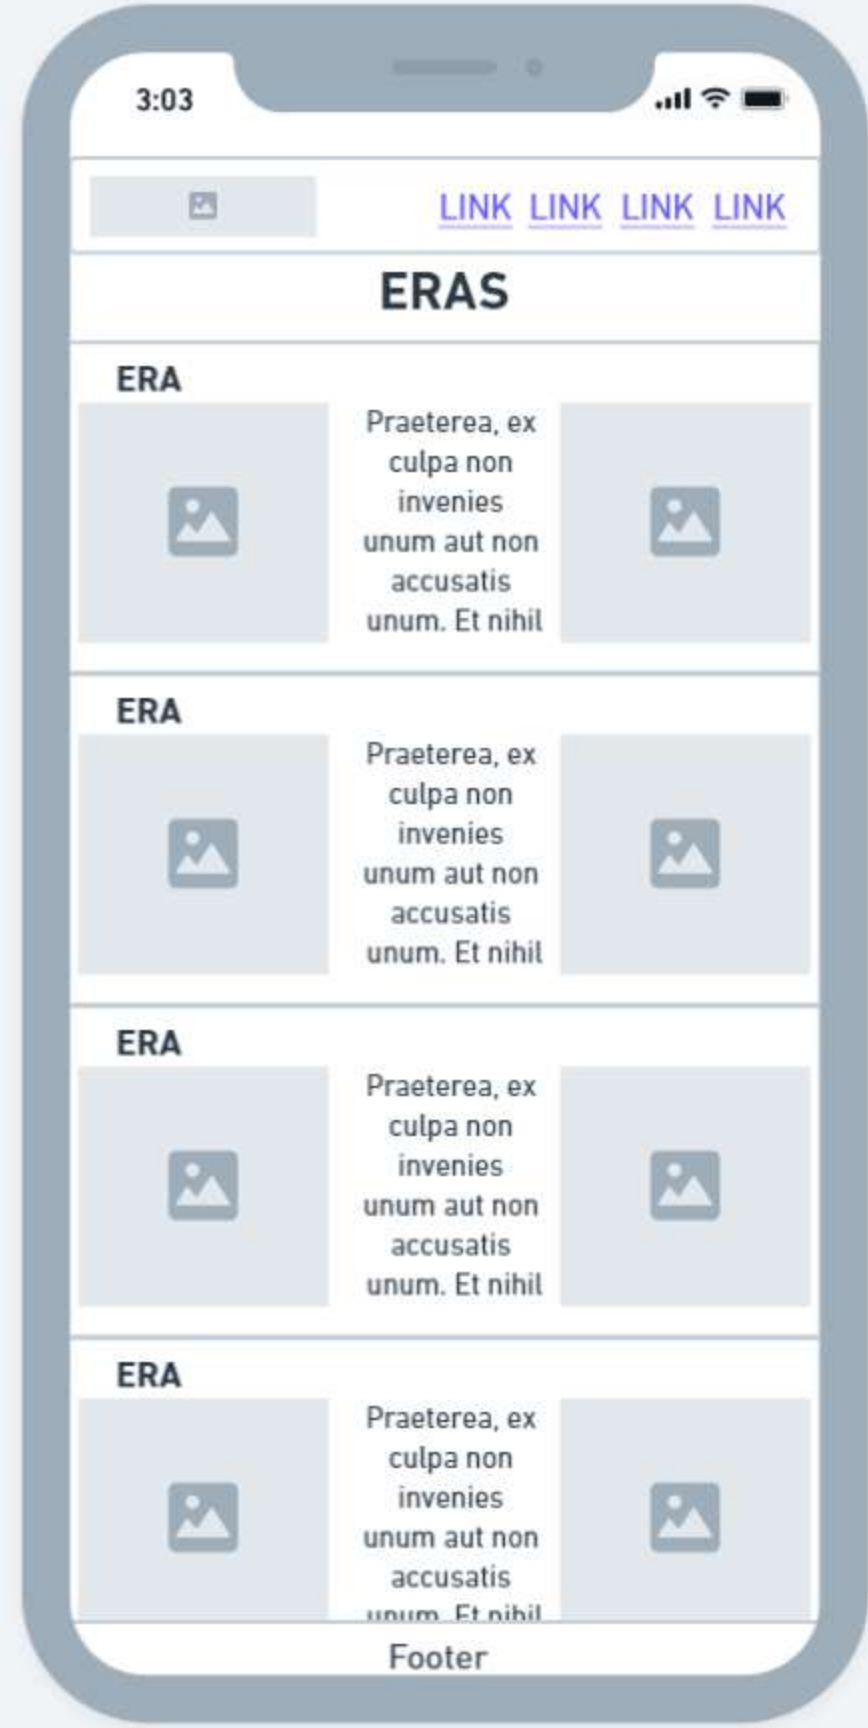 3:03
LINK LINK LINK LINK
ERAS
ERA
Praeterea, ex
culpa non
invenies
unum aut non
accusatis
unum. Et nihil
ERA
Praeterea, ex
culpa non
invenies
unum aut non
accusatis
unum. Et nihil
ERA
Praeterea, ex
culpa non
invenies
unum aut non
accusatis
unum. Et nihil
ERA
Praeterea, ex
culpa non
invenies
unum aut non
accusatis
unum. Et nihil
Footer